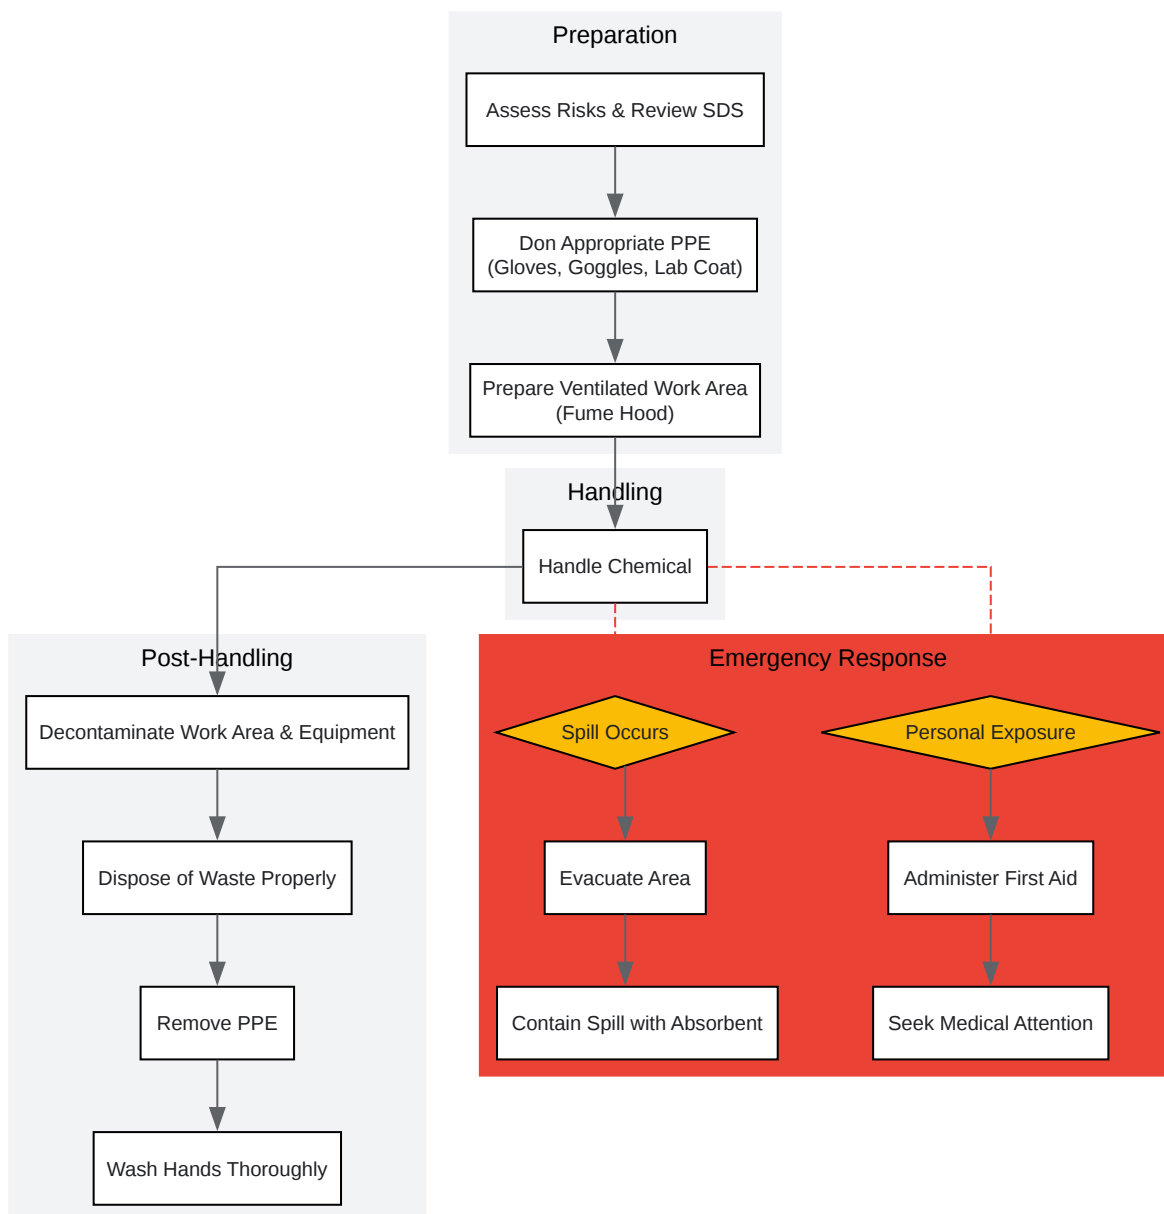 Preparation
Assess Risks & Review SDS
Don Appropriate PPE
(Gloves, Goggles, Lab Coat)
Prepare Ventilated Work Area
(Fume Hood)
Handling
Handle Chemical
Post-Handling
Decontaminate Work Area & Equipment
Dispose of Waste Properly
Remove PPE
Wash Hands Thoroughly
Emergency Response
Spill Occurs
Evacuate Area
Contain Spill with Absorbent
Personal Exposure
Administer First Aid
Seek Medical Attention